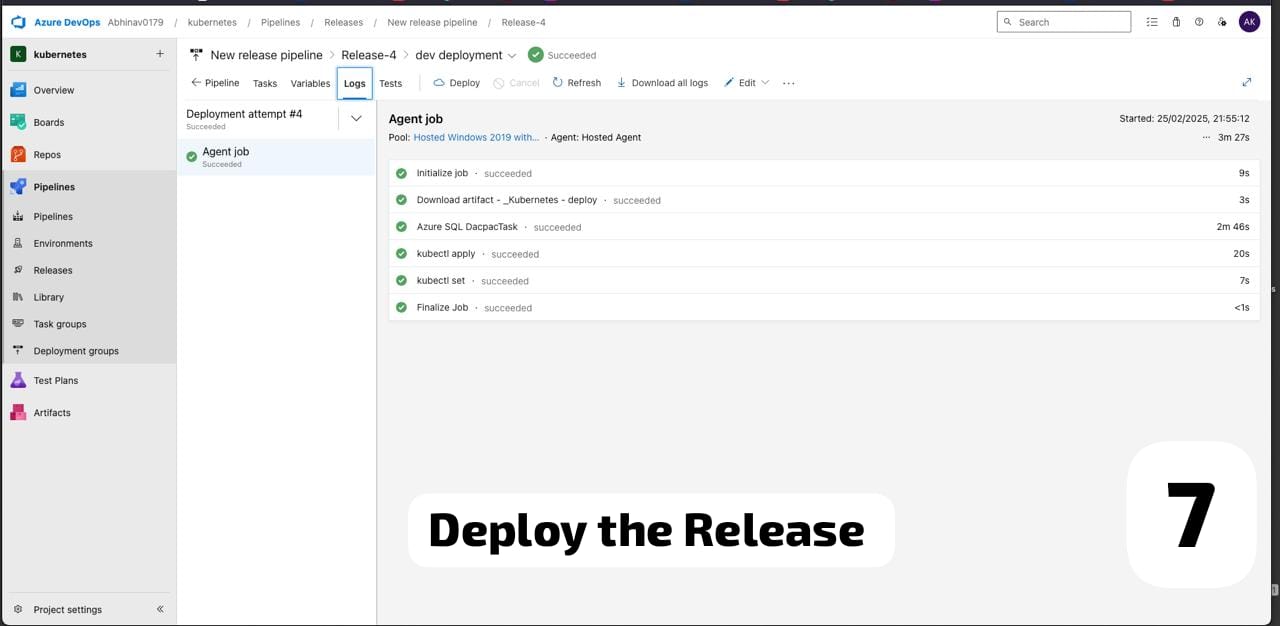 Azure DevOps Abhinav0179 / kubernetes / Pipelines / Releases / New release pipeline / Release-4
Search
AK
K kubernetes +
Overview
Boards
Repos
Pipelines
Pipelines
Environments
Releases
Library
Task groups
Deployment groups
Test Plans
Artifacts
Project settings
New release pipeline > Release-4 > dev deployment Succeeded
Pipeline Tasks Variables Logs Tests Deploy Cancel Refresh Download all logs Edit ...
Deployment attempt #4
Succeeded
Agent job
Succeeded
Agent job
Started: 25/02/2025, 21:55:12
Pool: Hosted Windows 2019 with... · Agent: Hosted Agent
... 3m 27s
Initialize job · succeeded 9s
Download artifact - _Kubernetes - deploy · succeeded 3s
Azure SQL DacpacTask · succeeded 2m 46s
kubectl apply · succeeded 20s
kubectl set · succeeded 7s
Finalize Job · succeeded <1s
Deploy the Release
7